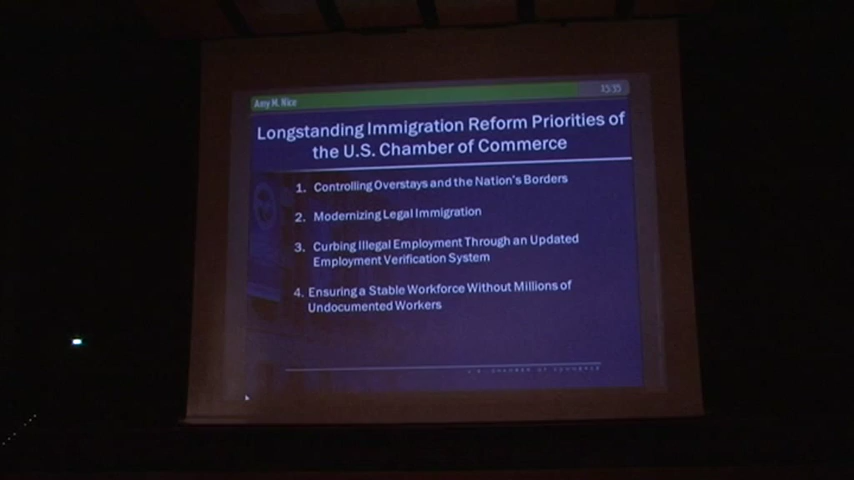 Amy M. Nice
15:35
Longstanding Immigration Reform Priorities of
the U.S. Chamber of Commerce
1. Controlling Overstays and the Nation's Borders
2. Modernizing Legal Immigration
3. Curbing Illegal Employment Through an Updated
Employment Verification System
4. Ensuring a Stable Workforce Without Millions of
Undocumented Workers
U.S. CHAMBER OF COMMERCE